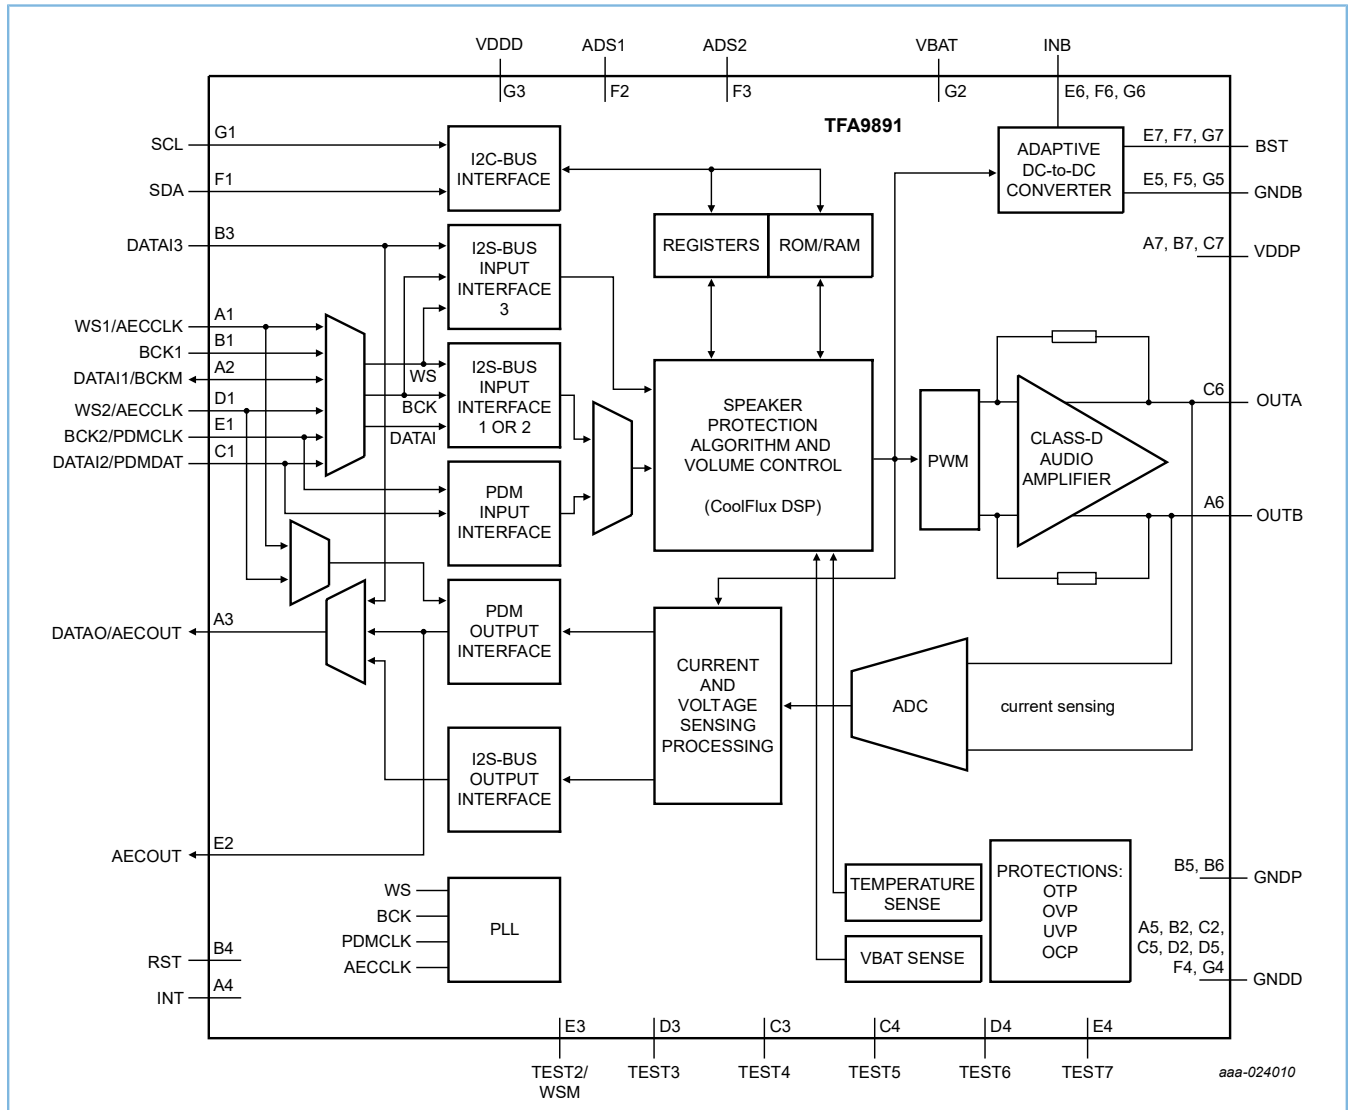 VDDD
ADS1
ADS2
VBAT
INB
G3
F2
F3
G2
E6, F6, G6
TFA9891
SCL
G1
SDA
F1
DATAI3
B3
WS1/AECCLK
A1
BCK1
B1
DATAI1/BCKM
A2
WS2/AECCLK
D1
BCK2/PDMCLK
E1
DATAI2/PDMDAT
C1
DATAO/AECOUT
A3
AECOUT
E2
RST
B4
INT
A4
I2C-BUS
INTERFACE
I2S-BUS
INPUT
INTERFACE
3
WS
BCK
DATAI
I2S-BUS
INPUT
INTERFACE
1 OR 2
PDM
INPUT
INTERFACE
PDM
OUTPUT
INTERFACE
I2S-BUS
OUTPUT
INTERFACE
WS
BCK
PDMCLK
AECCLK
PLL
REGISTERS
ROM/RAM
SPEAKER
PROTECTION
ALGORITHM AND
VOLUME CONTROL
(CoolFlux DSP)
CURRENT
AND
VOLTAGE
SENSING
PROCESSING
ADAPTIVE
DC-to-DC
CONVERTER
PWM
CLASS-D
AUDIO
AMPLIFIER
ADC
current sensing
TEMPERATURE
SENSE
VBAT SENSE
PROTECTIONS:
OTP
OVP
UVP
OCP
E7, F7, G7
BST
E5, F5, G5
GNDB
A7, B7, C7
VDDP
C6
OUTA
A6
OUTB
B5, B6
GNDP
A5, B2, C2,
C5, D2, D5,
F4, G4
GNDD
E3
D3
C3
C4
D4
E4
TEST2/
WSM
TEST3
TEST4
TEST5
TEST6
TEST7
aaa-024010